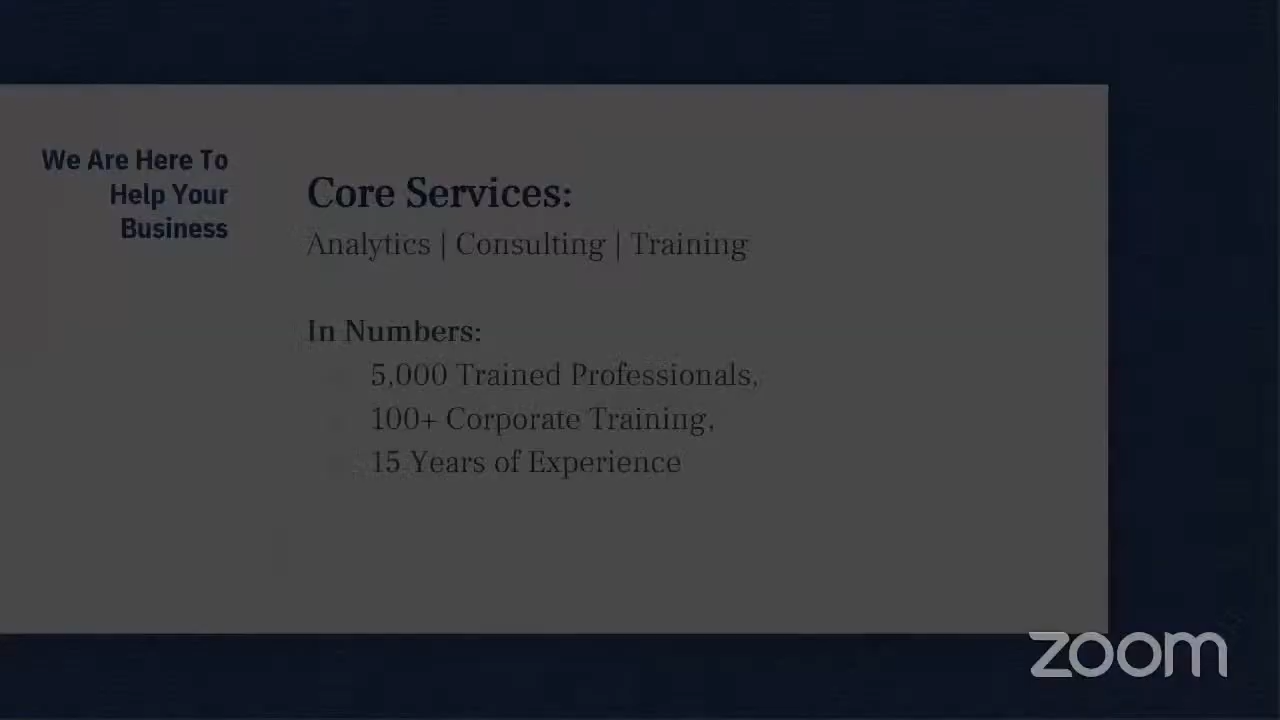 We Are Here To
Help Your
Business
Core Services:
Analytics | Consulting | Training
In Numbers:
5,000 Trained Professionals,
100+ Corporate Training,
15 Years of Experience
zoom